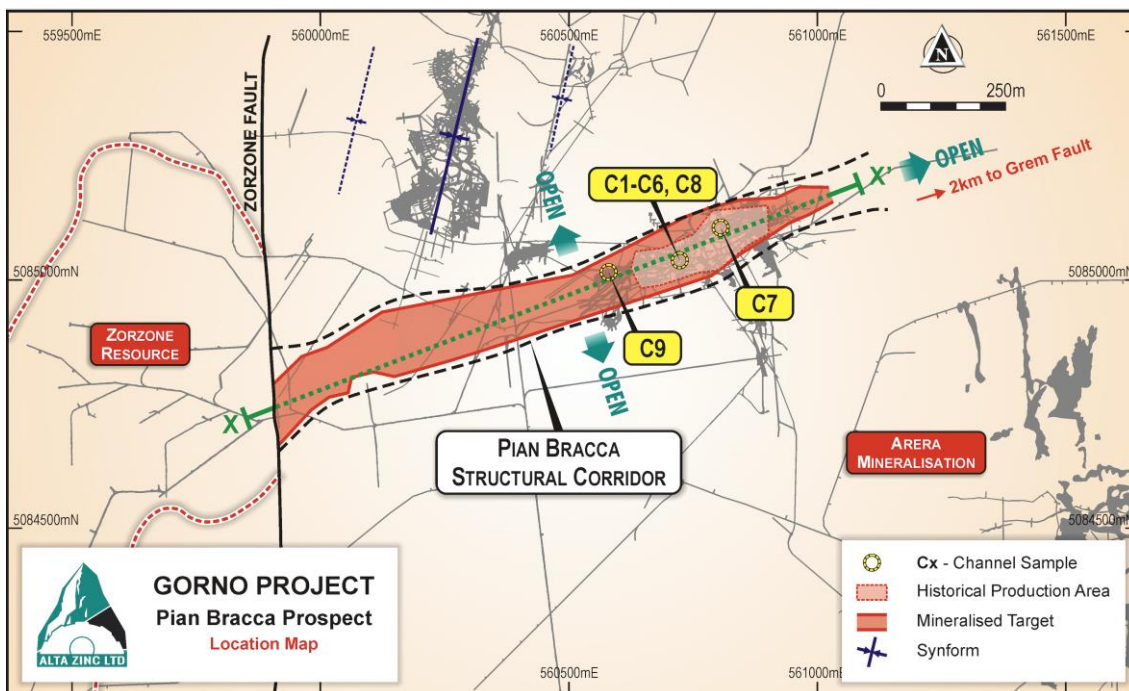 559500mE
560000mE
560500mE
561000mE
561500mE
N
0
250m
ZORZONE FAULT
OPEN
C1-C6, C8
X'
OPEN
2km to Grem Fault
5085000mN
5085000mN
C7
C9
OPEN
ZORZONE
RESOURCE
X
PIAN BRACCA
STRUCTURAL CORRIDOR
ARERA
MINERALISATION
5084500mN
5084500mN
GORNO PROJECT
Pian Bracca Prospect
Location Map
ALTA ZINC LTD
Cx - Channel Sample
Historical Production Area
Mineralised Target
Synform
560500mE
561000mE